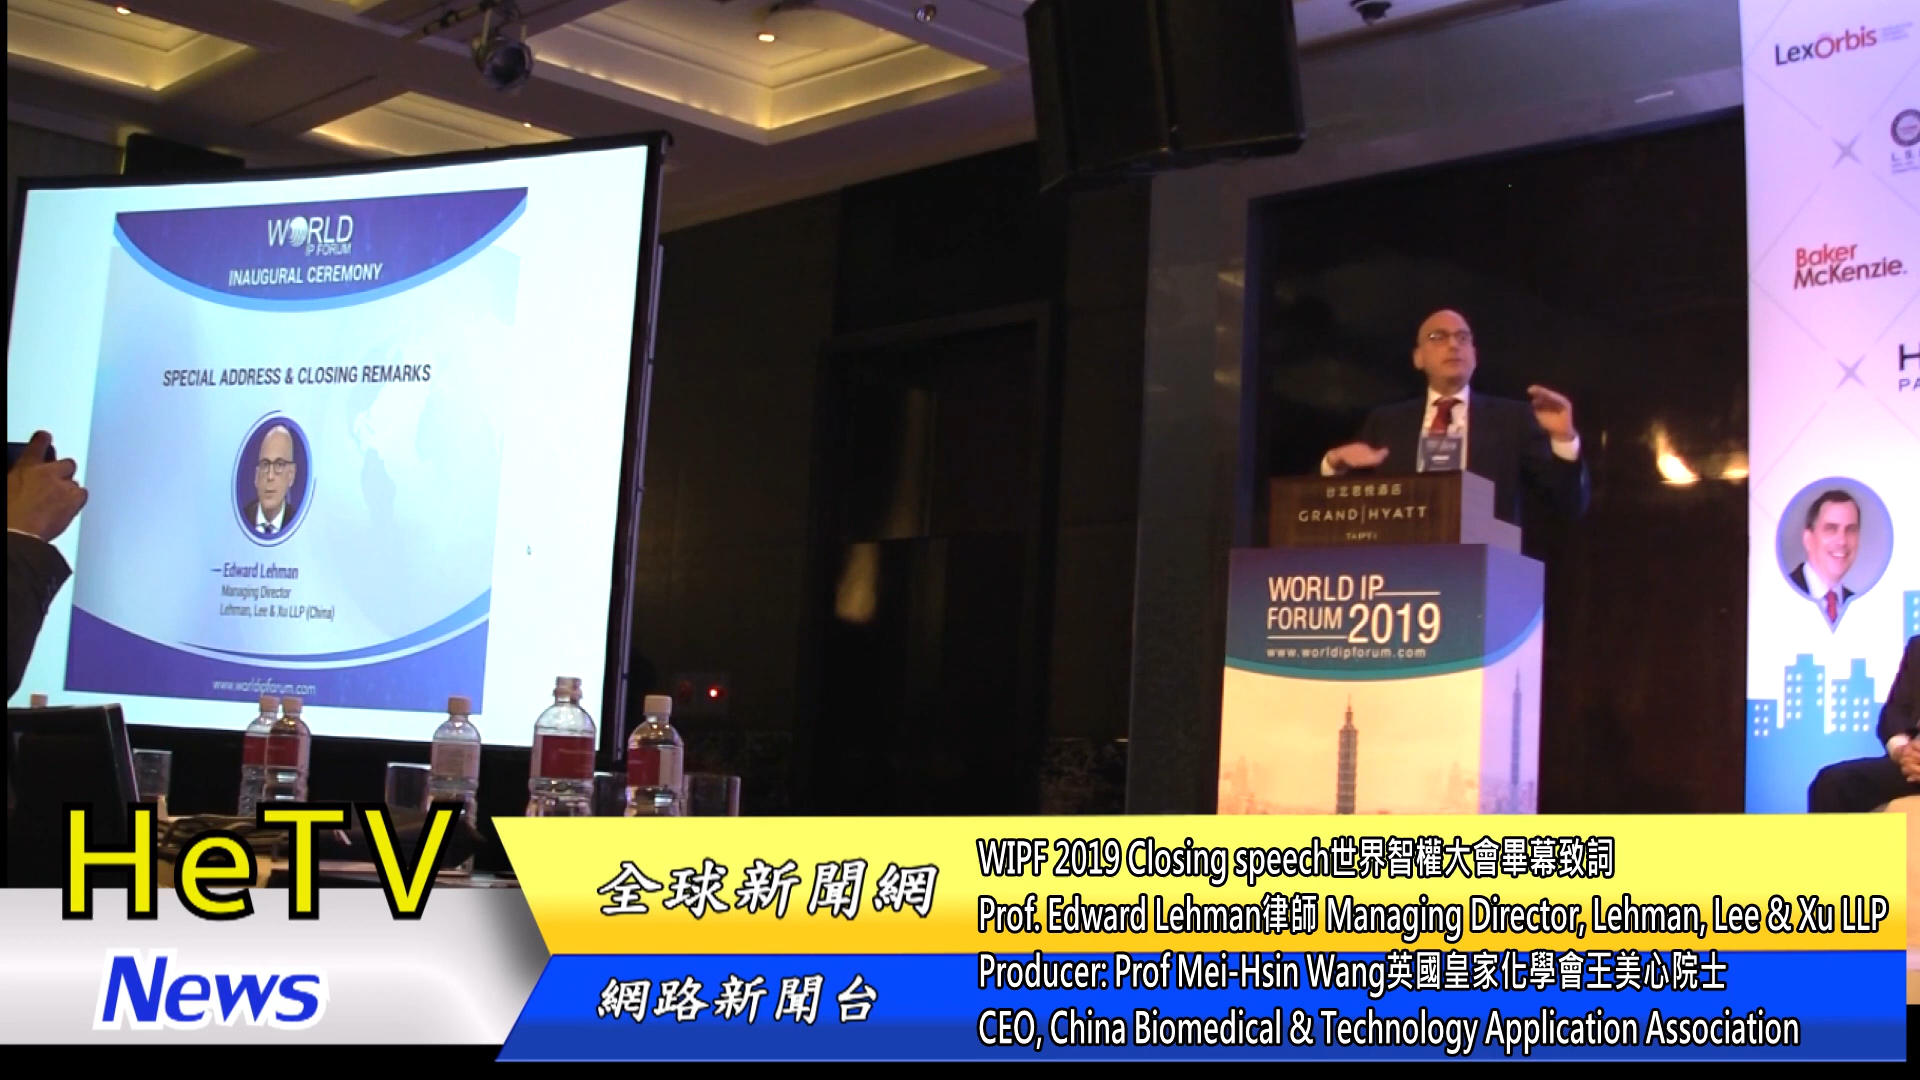 WORLD
IP FORUM
INAUGURAL CEREMONY
SPECIAL ADDRESS & CLOSING REMARKS
— Edward Lehman
Managing Director
Lehman, Lee & Xu LLP (China)
www.worldipforum.com
GRAND HYATT
TAIPEI
WORLD IP
FORUM 2019
www.worldipforum.com
LexOrbis
Baker
McKenzie.
HeTV
News
全球新聞網
網路新聞台
WIPF 2019 Closing speech世界智權大會畢幕致詞
Prof. Edward Lehman律師 Managing Director, Lehman, Lee & Xu LLP
Producer: Prof Mei-Hsin Wang英國皇家化學會王美心院士
CEO, China Biomedical & Technology Application Association